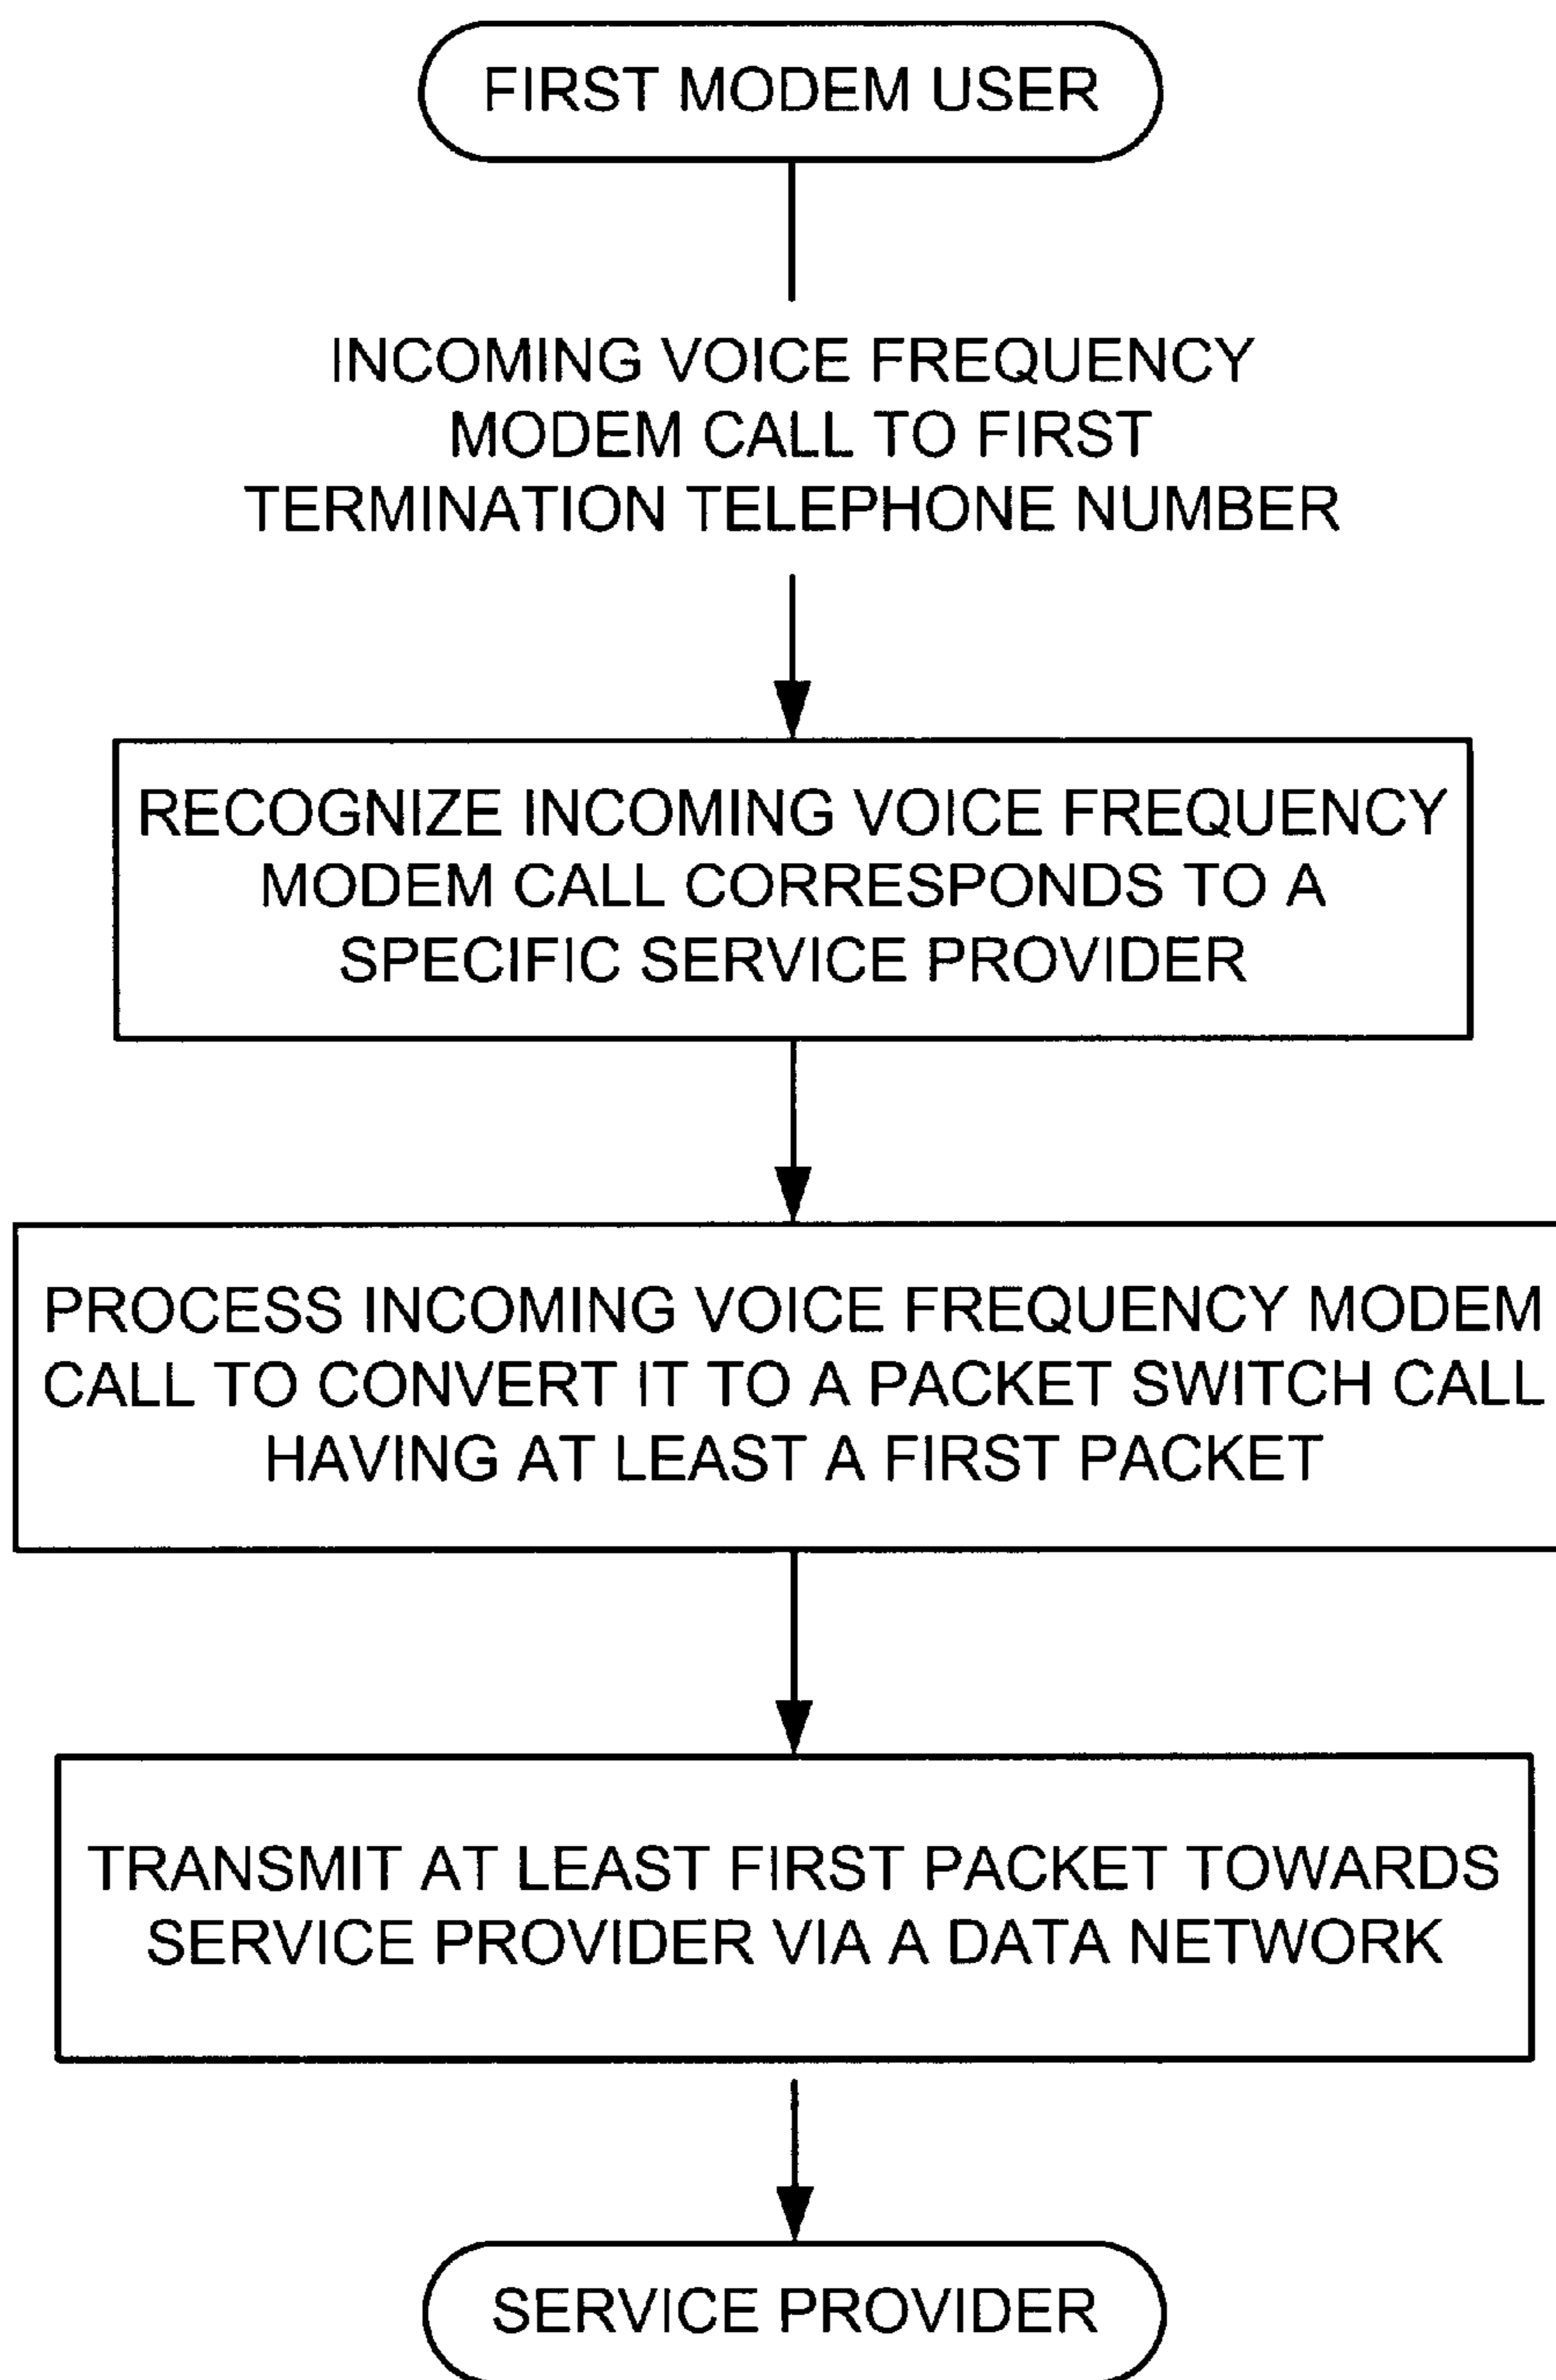 FIRST MODEM USER
INCOMING VOICE FREQUENCY
MODEM CALL TO FIRST
TERMINATION TELEPHONE NUMBER
RECOGNIZE INCOMING VOICE FREQUENCY
MODEM CALL CORRESPONDS TO A
SPECIFIC SERVICE PROVIDER
PROCESS INCOMING VOICE FREQUENCY MODEM
CALL TO CONVERT IT TO A PACKET SWITCH CALL
HAVING AT LEAST A FIRST PACKET
TRANSMIT AT LEAST FIRST PACKET TOWARDS
SERVICE PROVIDER VIA A DATA NETWORK
SERVICE PROVIDER